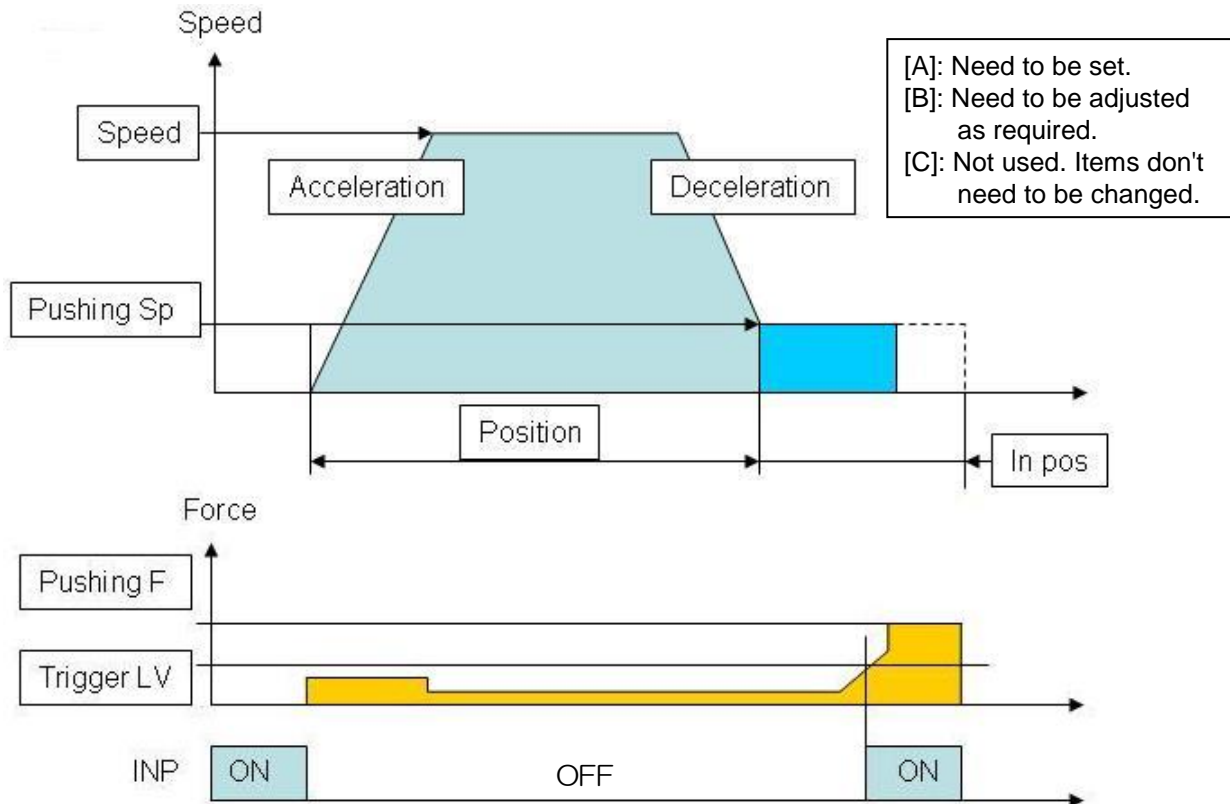 Speed
[A]: Need to be set.
[B]: Need to be adjusted
as required.
[C]: Not used. Items don't
need to be changed.
Speed
Acceleration
Deceleration
Pushing Sp
Position
In pos
Force
Pushing F
Trigger LV
INP
ON
OFF
ON